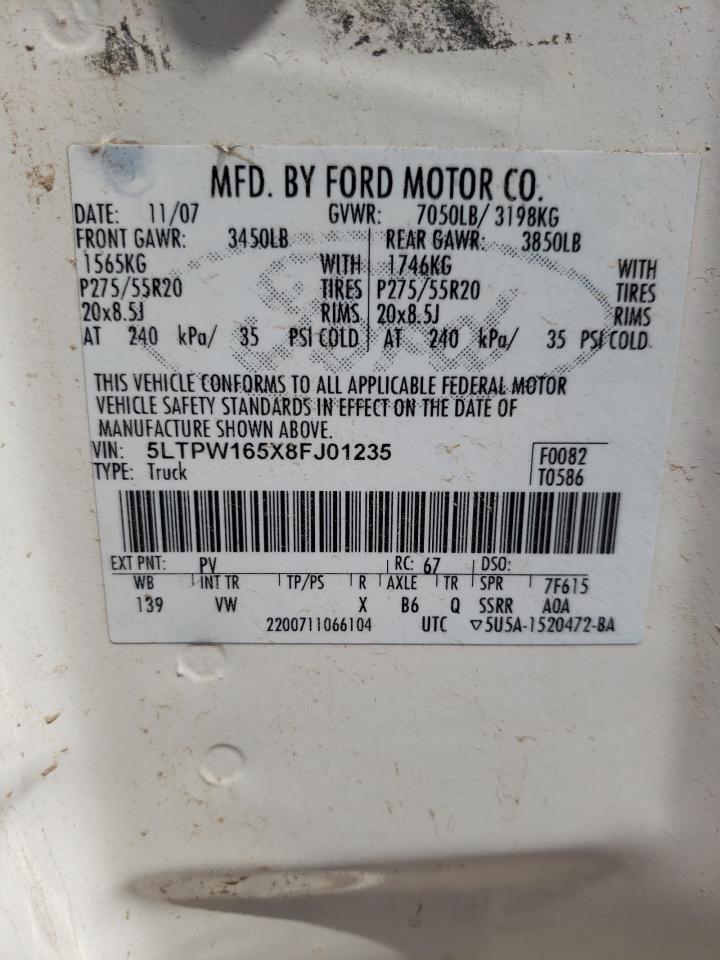 MFD. BY FORD MOTOR CO.
DATE: 11/07 GVWR: 7050LB/ 3198KG
FRONT GAWR: 3450LB REAR GAWR: 3850LB
1565KG WITH 1746KG WITH
P275/55R20 TIRES P275/55R20 TIRES
20x8.5J RIMS 20x8.5J RIMS
AT 240 kPa/ 35 PSI COLD AT 240 kPa/ 35 PSI COLD
THIS VEHICLE CONFORMS TO ALL APPLICABLE FEDERAL MOTOR
VEHICLE SAFETY STANDARDS IN EFFECT ON THE DATE OF
MANUFACTURE SHOWN ABOVE.
VIN: 5LTPW165X8FJ01235 F0082
TYPE: Truck T0586
EXT PNT: PV RC: 67 DSO:
WB INT TR TP/PS R AXLE TR SPR 7F615
139 VW X B6 Q SSRR A0A
2200711066104 UTC ▽5U5A-1520472-BA